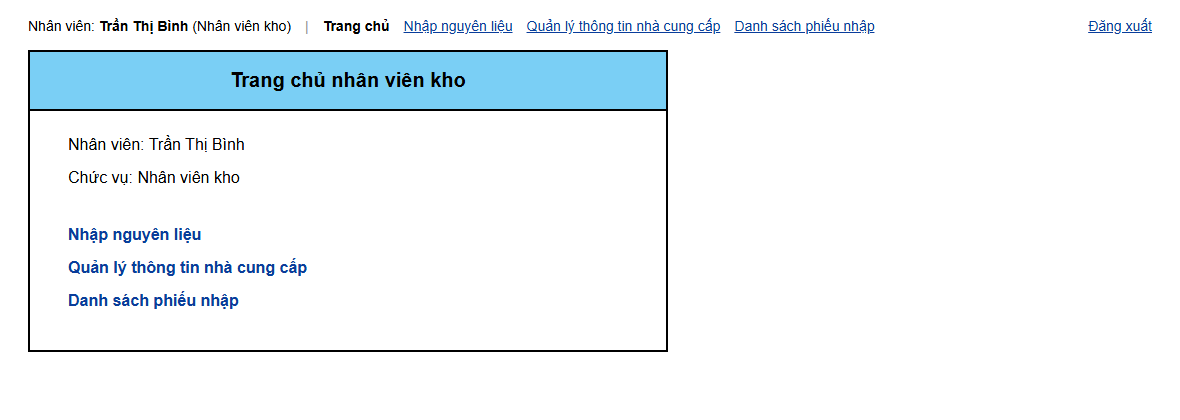 Nhân viên: Trần Thị Bình (Nhân viên kho) | Trang chủ Nhập nguyên liệu Quản lý thông tin nhà cung cấp Danh sách phiếu nhập Đăng xuất
Trang chủ nhân viên kho
Nhân viên: Trần Thị Bình
Chức vụ: Nhân viên kho
Nhập nguyên liệu
Quản lý thông tin nhà cung cấp
Danh sách phiếu nhập